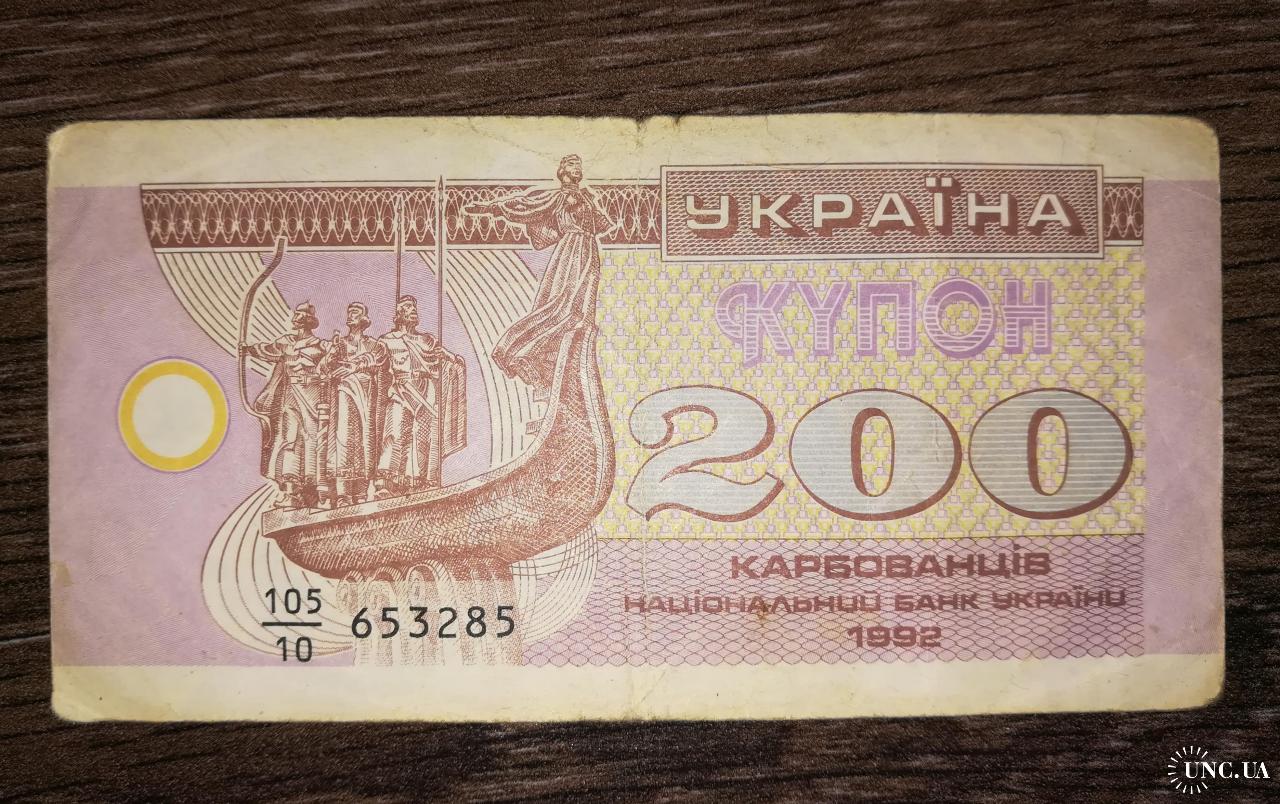 УКРАЇНА
КУПОН
200
КАРБОВАНЦІВ
НАЦІОНАЛЬНИЙ БАНК УКРАЇНИ
1992
105
10
653285
UNC.UA